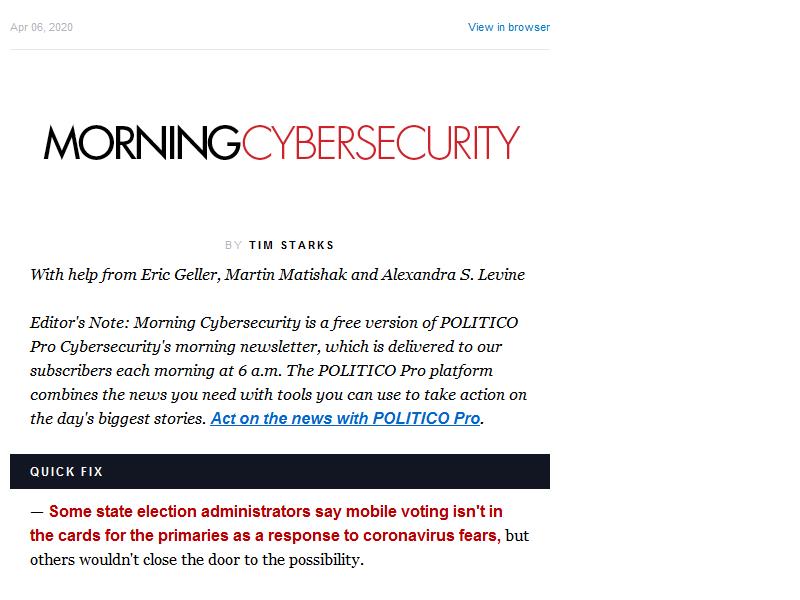 Apr 06, 2020 View in browser
MORNINGCYBERSECURITY
BY TIM STARKS
With help from Eric Geller, Martin Matishak and Alexandra S. Levine
Editor's Note: Morning Cybersecurity is a free version of POLITICO
Pro Cybersecurity's morning newsletter, which is delivered to our
subscribers each morning at 6 a.m. The POLITICO Pro platform
combines the news you need with tools you can use to take action on
the day's biggest stories. Act on the news with POLITICO Pro.
QUICK FIX
— Some state election administrators say mobile voting isn't in
the cards for the primaries as a response to coronavirus fears, but
others wouldn't close the door to the possibility.